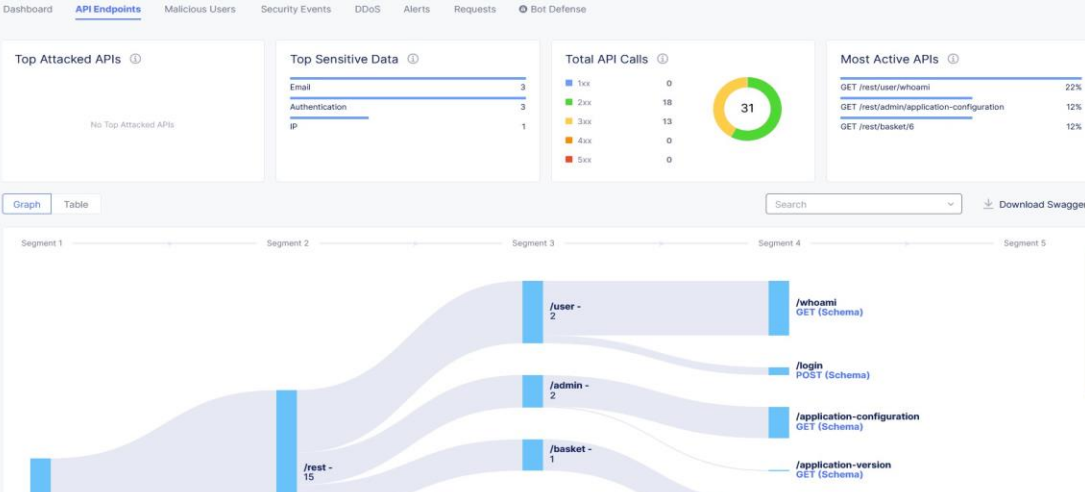 Dashboard API Endpoints Malicious Users Security Events DDoS Alerts Requests Bot Defense
Top Attacked APIs
No Top Attacked APIs
Top Sensitive Data
Email 3
Authentication 3
IP 1
Total API Calls
1xx 0
2xx 18
3xx 13
4xx 0
5xx 0
31
Most Active APIs
GET /rest/user/whoami 22%
GET /rest/admin/application-configuration 12%
GET /rest/basket/6 12%
Graph Table
Search
Download Swagger
Segment 1 Segment 2 Segment 3 Segment 4 Segment 5
/user -
2
/whoami
GET (Schema)
/login
POST (Schema)
/admin -
2
/application-configuration
GET (Schema)
/basket -
1
/application-version
GET (Schema)
/rest -
15